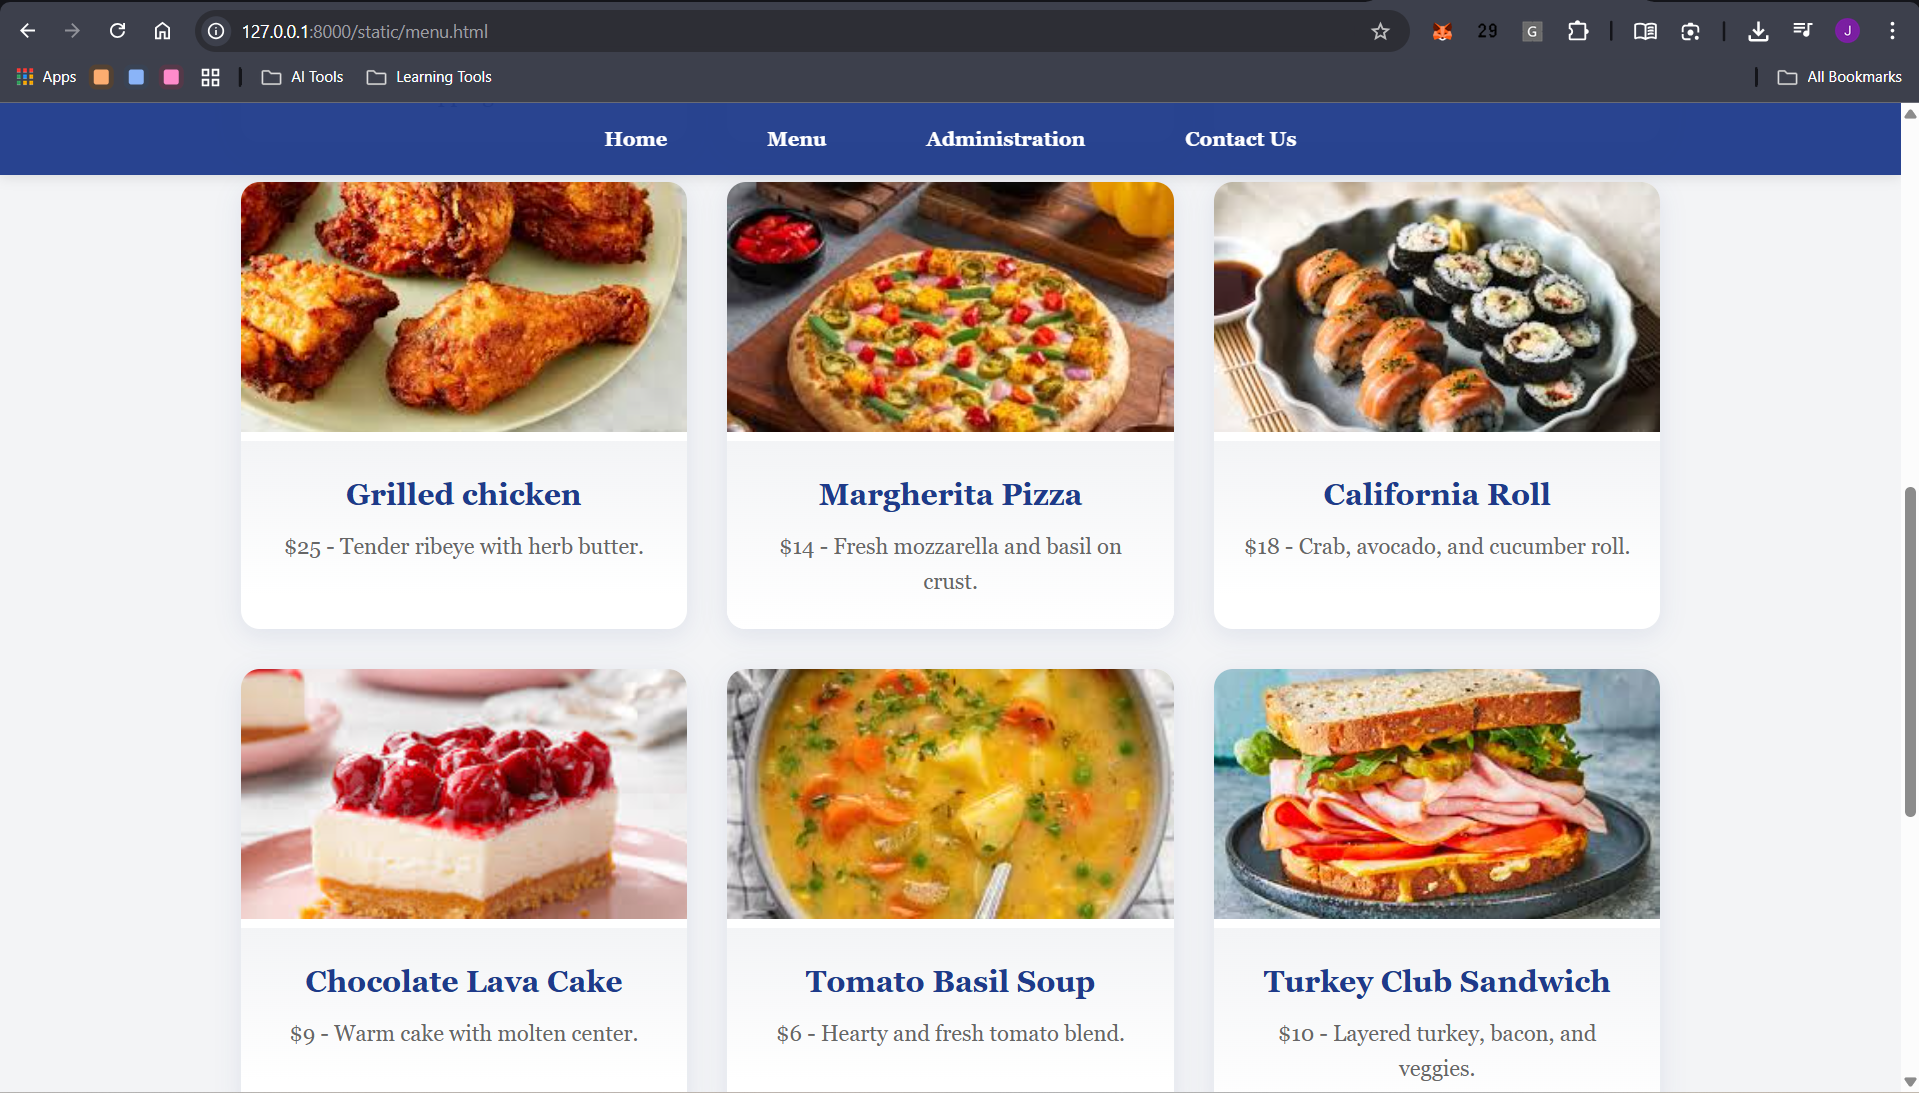 127.0.0.1:8000/static/menu.html
29
G
J
Apps
AI Tools
Learning Tools
All Bookmarks
Home
Menu
Administration
Contact Us
Grilled chicken
$25 - Tender ribeye with herb butter.
Margherita Pizza
$14 - Fresh mozzarella and basil on
crust.
California Roll
$18 - Crab, avocado, and cucumber roll.
Chocolate Lava Cake
$9 - Warm cake with molten center.
Tomato Basil Soup
$6 - Hearty and fresh tomato blend.
Turkey Club Sandwich
$10 - Layered turkey, bacon, and
veggies.